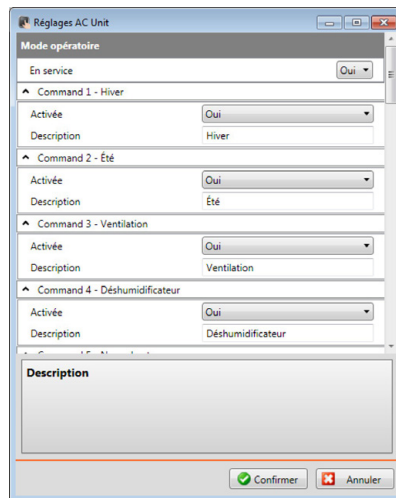 Réglages AC Unit
Mode opératoire
En service Oui
Command 1 - Hiver
Activée Oui
Description Hiver
Command 2 - Été
Activée Oui
Description Été
Command 3 - Ventilation
Activée Oui
Description Ventilation
Command 4 - Déshumidificateur
Activée Oui
Description Déshumidificateur
Description
Confirmer Annuler